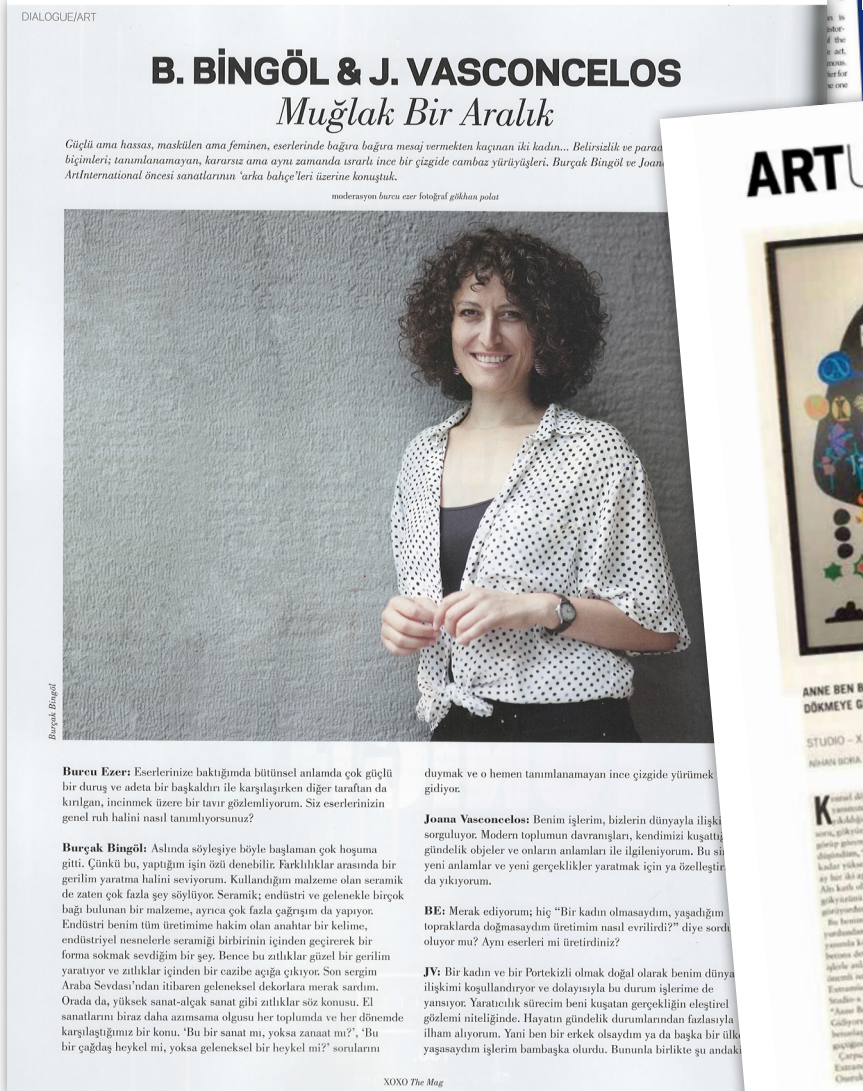 DIALOGUE/ART
B. BİNGÖL & J. VASCONCELOS
Muğlak Bir Aralık
Güçlü ama hassas, maskülen ama feminen, eserlerinde bağıra bağıra mesaj vermekten kaçınan iki kadın... Belirsizlik ve
biçimleri; tanımlanamayan, kararsız ama aynı zamanda ısrarlı ince bir çizgide cambaz yürüyüşleri. Burçak Bingöl ve
ArtInternational öncesi sanatlarının ‘arka bahçe’leri üzerine konuştuk.
moderasyon burcu ezer fotoğraf gökhan polat
Burçak Bingöl
Burcu Ezer: Eserlerinize baktığımda bütünsel anlamda çok güçlü
bir duruş ve adeta bir başkaldırı ile karşılaşırken diğer taraftan da
kırılgan, incinmek üzere bir tavır gözlemliyorum. Siz eserlerinizin
genel ruh halini nasıl tanımlıyorsunuz?
Burçak Bingöl: Aslında söyleşiye böyle başlaman çok hoşuma
gitti. Çünkü bu, yaptığım işin özü denebilir. Farklılıklar arasında bir
gerilim yaratma halini seviyorum. Kullandığım malzeme olan seramik
de zaten çok fazla şey söylüyor. Seramik; endüstri ve gelenekle birçok
bağı bulunan bir malzeme, ayrıca çok fazla çağrışım da yapıyor.
Endüstri benim tüm üretimime hakim olan anahtar bir kelime,
endüstriyel nesnelerle seramiği birbirinin içinden geçirerek bir
forma sokmak sevdiğim bir şey. Bence bu zıtlıklar güzel bir gerilim
yaratıyor ve zıtlıklar içinden bir cazibe açığa çıkıyor. Son sergim
Araba Sevdası’ndan itibaren geleneksel dekorlara merak sardım.
Orada da, yüksek sanat-alçak sanat gibi zıtlıklar söz konusu. El
sanatlarını biraz daha azımsama olgusu her toplumda ve her dönemde
karşılaştığımız bir konu. ‘Bu bir sanat mı, yoksa zanaat mı?’, ‘Bu
bir çağdaş heykel mi, yoksa geleneksel bir heykel mi?’ sorularını
duymak ve o hemen tanımlanamayan ince çizgide yürümek
gidiyor.
Joana Vasconcelos: Benim işlerim, bizlerin dünyayla
sorguluyor. Modern toplumun davranışları, kendimizi
gündelik objeler ve onların anlamları ile ilgileniyorum. Bu
yeni anlamlar ve yeni gerçeklikler yaratmak için ya
da yıkıyorum.
BE: Merak ediyorum; hiç “Bir kadın olmasaydım, yaşadığım
topraklarda doğmasaydım üretimim nasıl evrilirdi?” diye
oluyor mu? Aynı eserleri mi üretirdiniz?
JV: Bir kadın ve bir Portekizli olmak doğal olarak benim
ilişkimi koşullandırıyor ve dolayısıyla bu durum işlerime de
yansıyor. Yaratıcılık sürecim beni kuşatan gerçekliğin eleştirel
gözlemi niteliğinde. Hayatın gündelik durumlarından fazlasıyla
ilham alıyorum. Yani ben bir erkek olsaydım ya da başka bir
yaşasaydım işlerim bambaşka olurdu. Bununla birlikte
XOXO The Mag
ART
ANNE BEN
DÖKMEYE
STUDIO – X